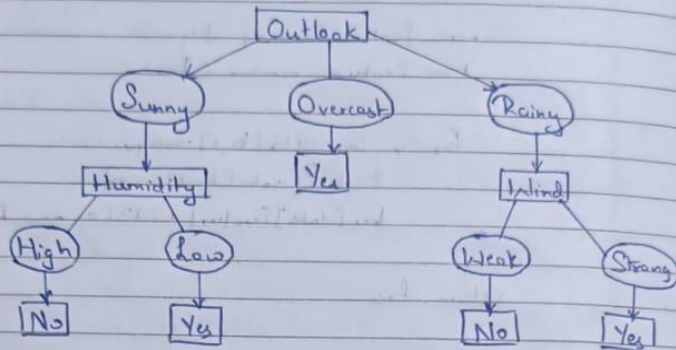 Outlook
Sunny Overcast Rainy
Yes
Humidity Wind
High Low Weak Strong
No Yes No Yes